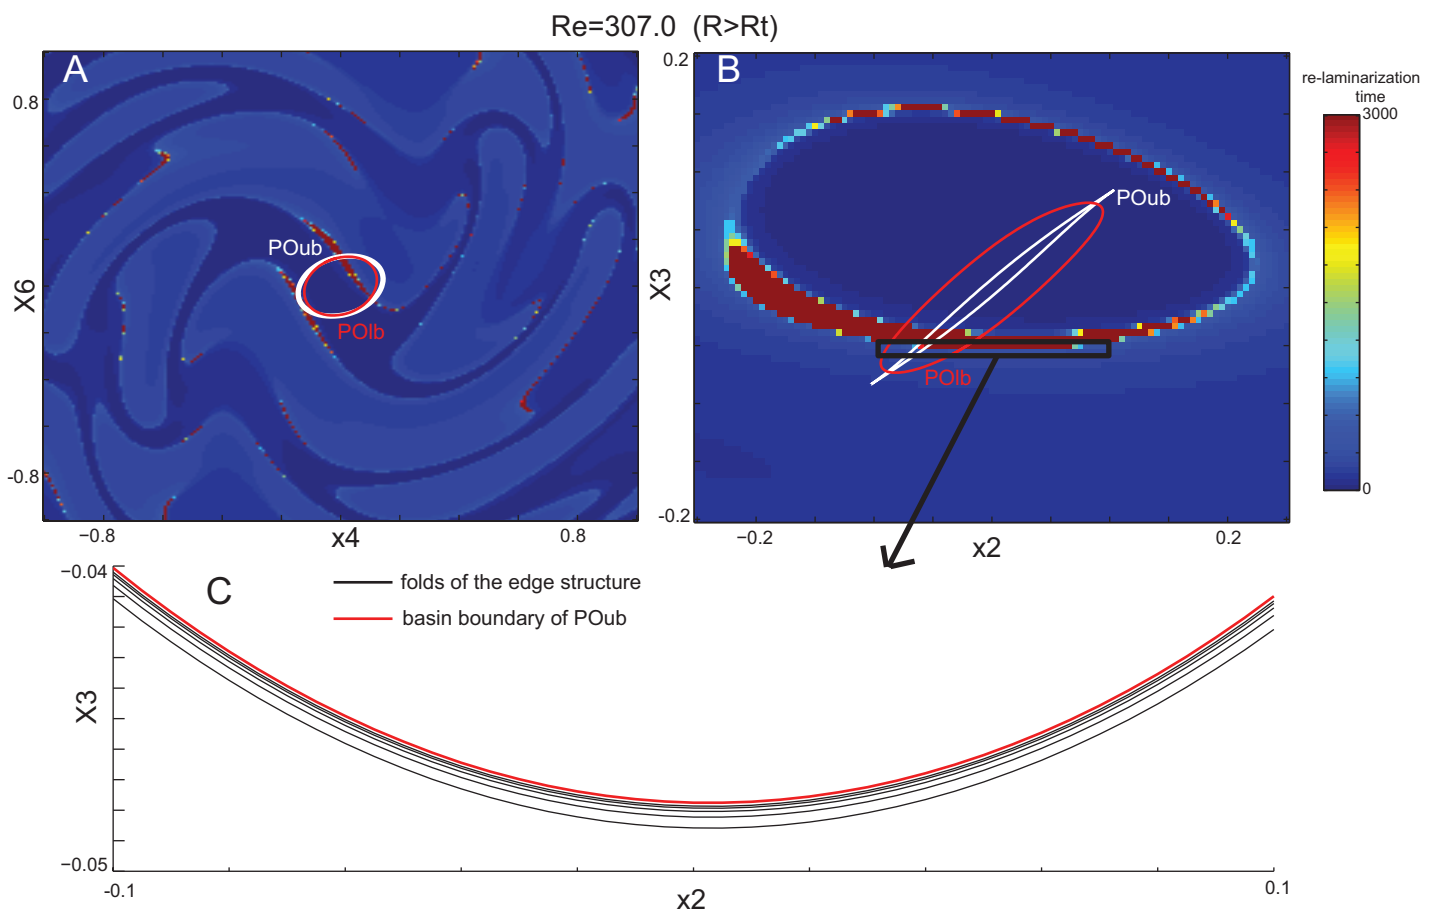 Re=307.0 (R>Rt)
A
0.8
X6
-0.8
−0.8
x4
0.8
POub
POlb
B
0.2
X3
-0.2
−0.2
x2
0.2
POub
POlb
re-laminarization
time
3000
0
C
folds of the edge structure
basin boundary of POub
−0.04
X3
−0.05
-0.1
x2
0.1